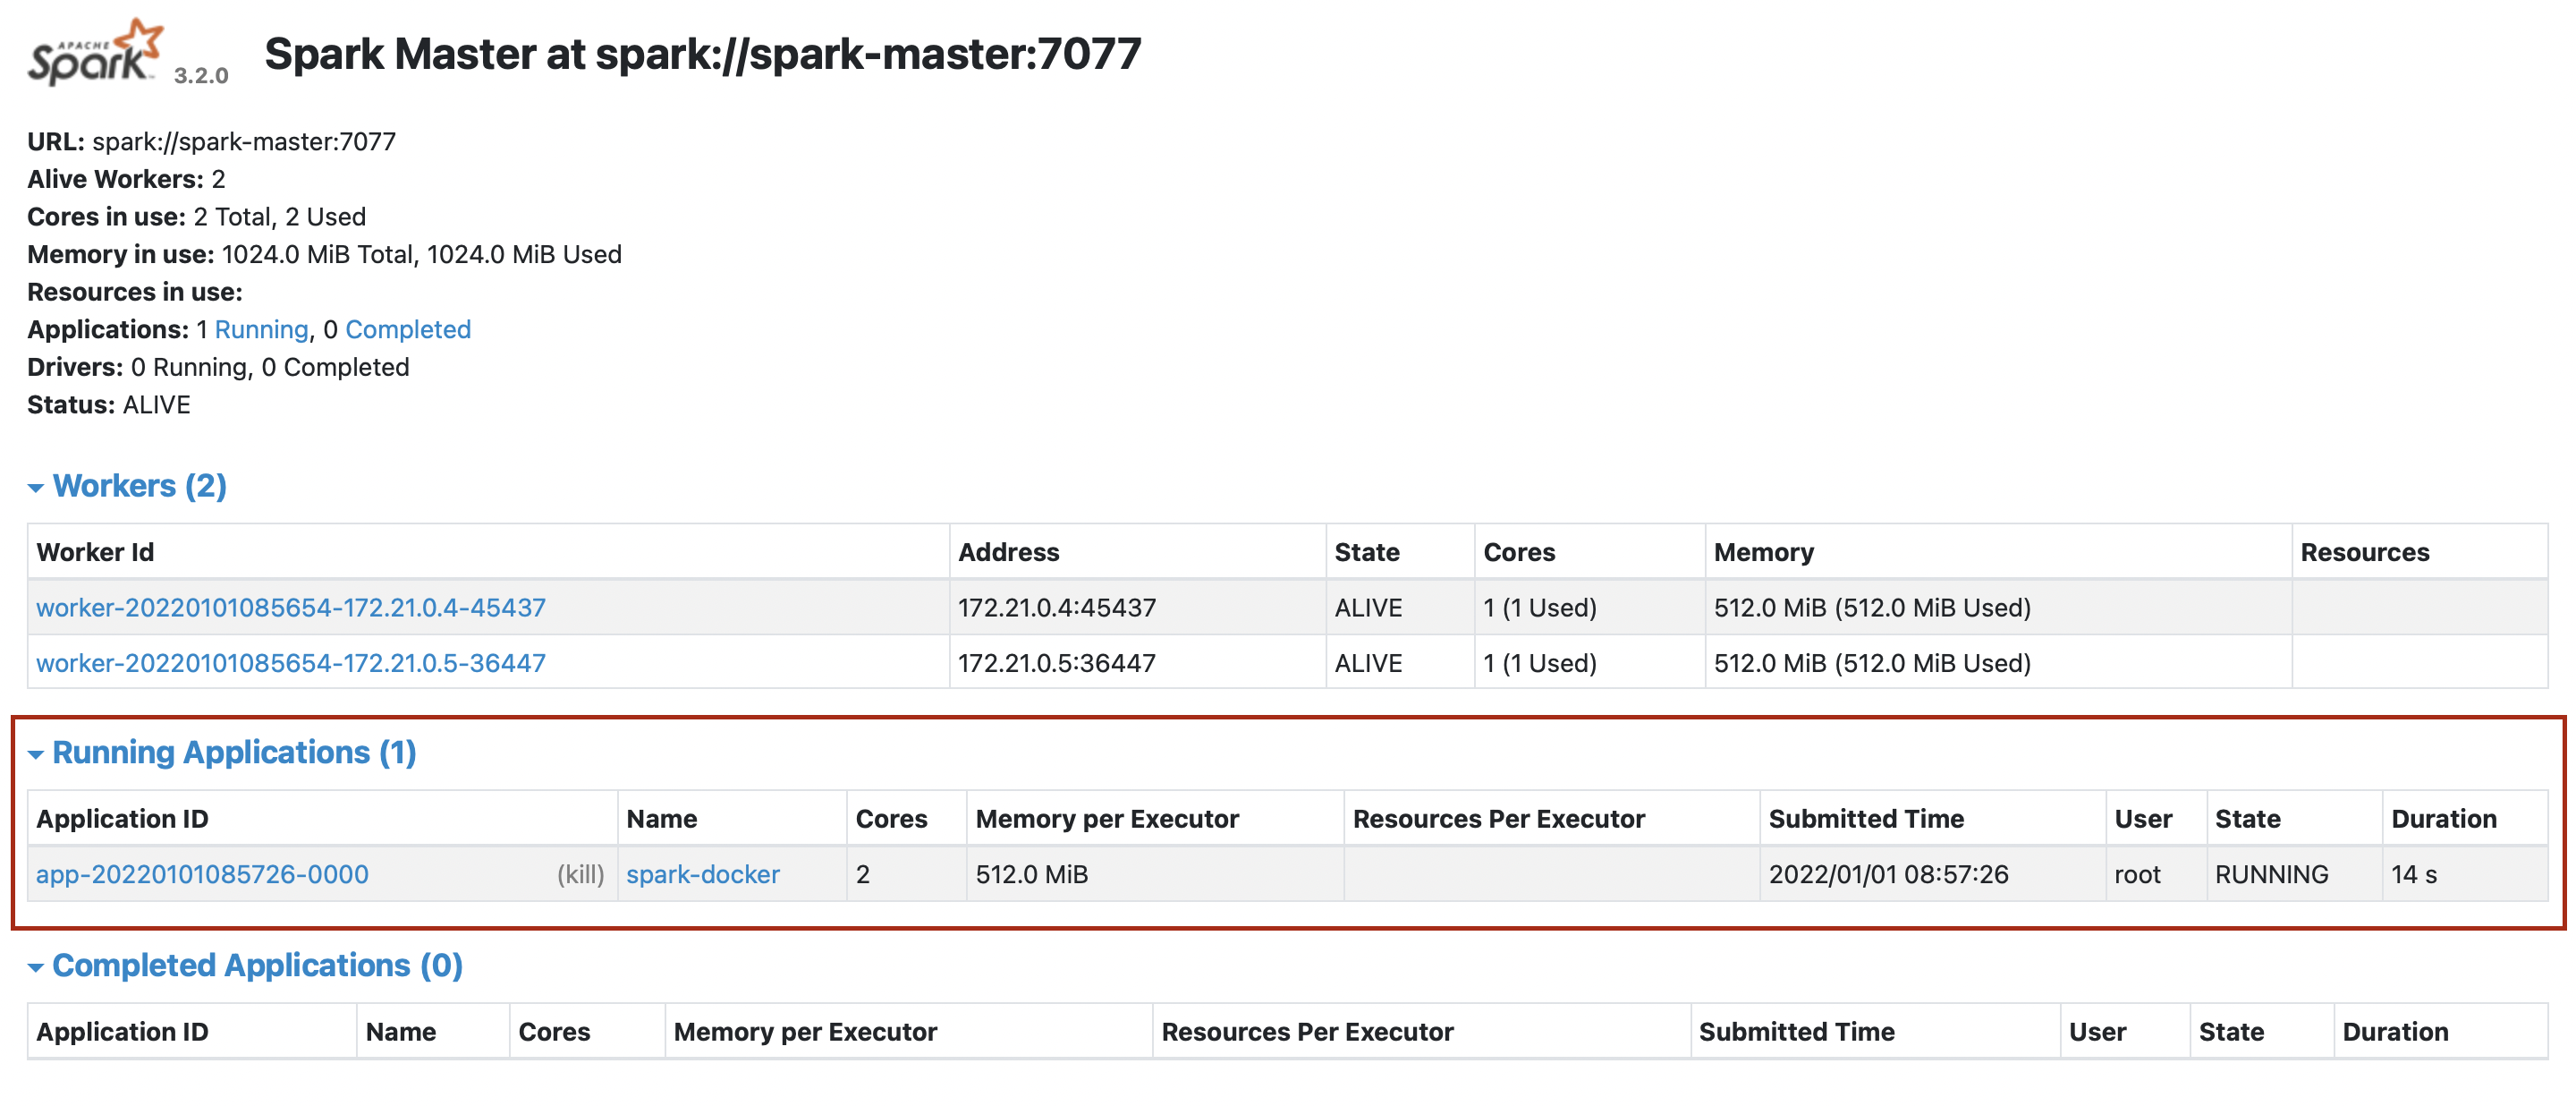 APACHE Spark 3.2.0 Spark Master at spark://spark-master:7077
URL: spark://spark-master:7077
Alive Workers: 2
Cores in use: 2 Total, 2 Used
Memory in use: 1024.0 MiB Total, 1024.0 MiB Used
Resources in use:
Applications: 1 Running, 0 Completed
Drivers: 0 Running, 0 Completed
Status: ALIVE
Workers (2)
Worker Id Address State Cores Memory Resources
worker-20220101085654-172.21.0.4-45437 172.21.0.4:45437 ALIVE 1 (1 Used) 512.0 MiB (512.0 MiB Used)
worker-20220101085654-172.21.0.5-36447 172.21.0.5:36447 ALIVE 1 (1 Used) 512.0 MiB (512.0 MiB Used)
Running Applications (1)
Application ID Name Cores Memory per Executor Resources Per Executor Submitted Time User State Duration
app-20220101085726-0000 (kill) spark-docker 2 512.0 MiB 2022/01/01 08:57:26 root RUNNING 14 s
Completed Applications (0)
Application ID Name Cores Memory per Executor Resources Per Executor Submitted Time User State Duration